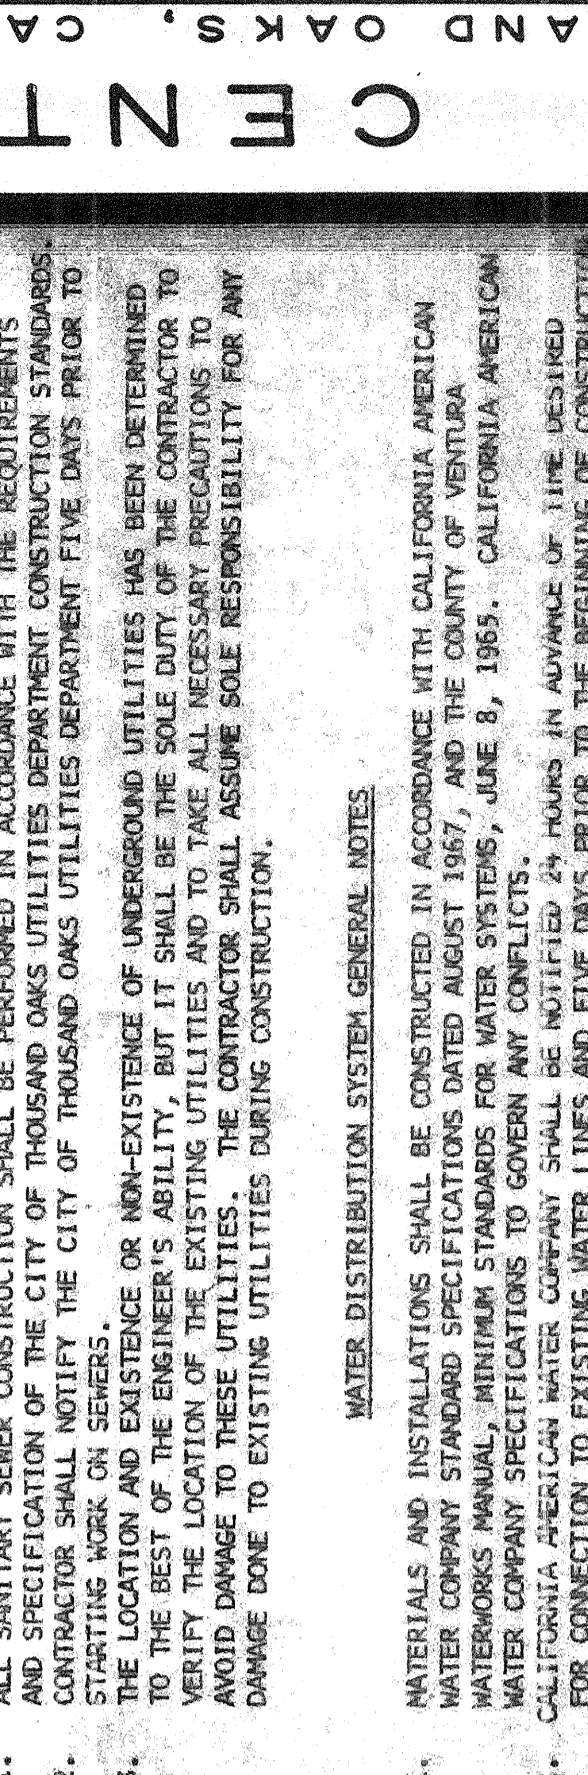 1. ALL SANITARY SEWER CONSTRUCTION SHALL BE PERFORMED IN ACCORDANCE WITH THE REQUIREMENTS
AND SPECIFICATION OF THE CITY OF THOUSAND OAKS UTILITIES DEPARTMENT CONSTRUCTION STANDARDS.
2. CONTRACTOR SHALL NOTIFY THE CITY OF THOUSAND OAKS UTILITIES DEPARTMENT FIVE DAYS PRIOR TO
STARTING WORK ON SEWERS.
3. THE LOCATION AND EXISTENCE OR NON-EXISTENCE OF UNDERGROUND UTILITIES HAS BEEN DETERMINED
TO THE BEST OF THE ENGINEER'S ABILITY, BUT IT SHALL BE THE SOLE DUTY OF THE CONTRACTOR TO
VERIFY THE LOCATION OF THE EXISTING UTILITIES AND TO TAKE ALL NECESSARY PRECAUTIONS TO
AVOID DAMAGE TO THESE UTILITIES. THE CONTRACTOR SHALL ASSUME SOLE RESPONSIBILITY FOR ANY
DAMAGE DONE TO EXISTING UTILITIES DURING CONSTRUCTION.
WATER DISTRIBUTION SYSTEM GENERAL NOTES
MATERIALS AND INSTALLATIONS SHALL BE CONSTRUCTED IN ACCORDANCE WITH CALIFORNIA AMERICAN
WATER COMPANY STANDARD SPECIFICATIONS DATED AUGUST 1967, AND THE COUNTY OF VENTURA
WATERWORKS MANUAL, MINIMUM STANDARDS FOR WATER SYSTEMS, JUNE 8, 1965. CALIFORNIA AMERICAN
WATER COMPANY SPECIFICATIONS TO GOVERN ANY CONFLICTS.
CALIFORNIA AMERICAN WATER COMPANY SHALL BE NOTIFIED 24 HOURS IN ADVANCE OF TIME DESIRED
FOR CONNECTION TO EXISTING WATER LINES AND FIVE DAYS PRIOR TO THE BEGINNING OF CONSTRUCTION
CENT
AND OAKS, CA